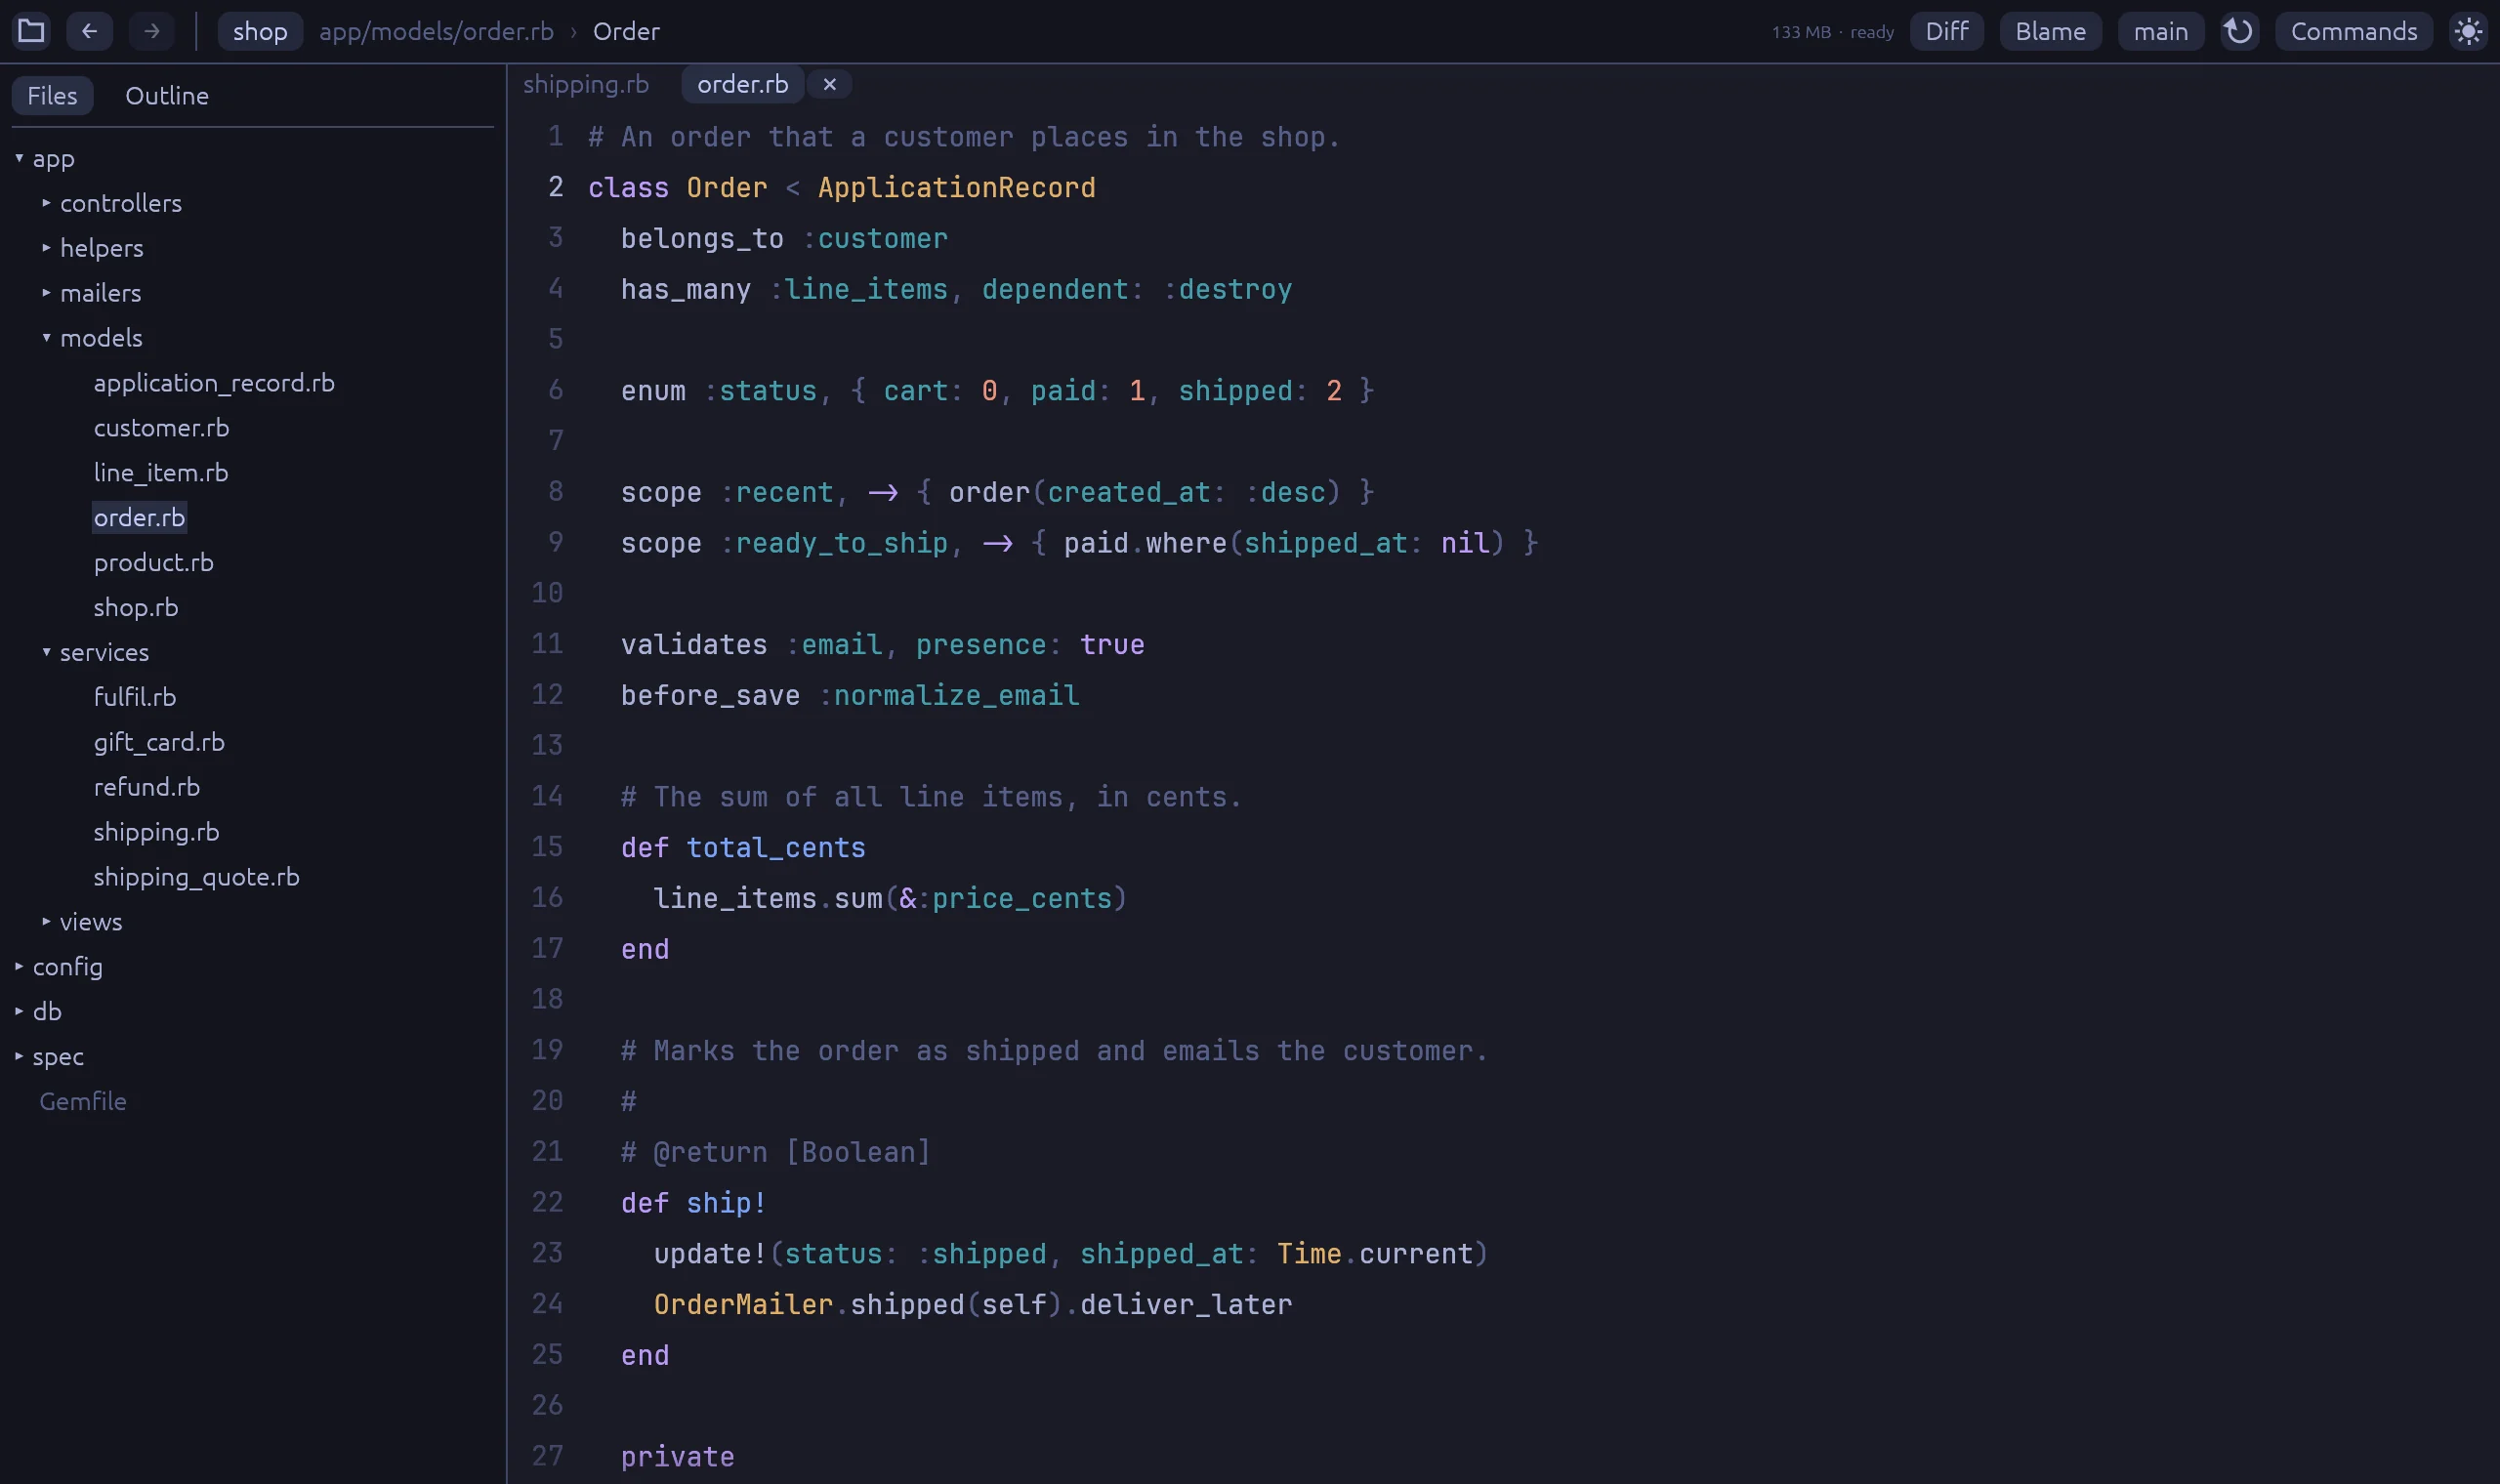 shop app/models/order.rb › Order 133 MB · ready Diff Blame main Commands
Files Outline
app
controllers
helpers
mailers
models
application_record.rb
customer.rb
line_item.rb
order.rb
product.rb
shop.rb
services
fulfil.rb
gift_card.rb
refund.rb
shipping.rb
shipping_quote.rb
views
config
db
spec
Gemfile
shipping.rb order.rb ×
1 # An order that a customer places in the shop.
2 class Order < ApplicationRecord
3   belongs_to :customer
4   has_many :line_items, dependent: :destroy
5
6   enum :status, { cart: 0, paid: 1, shipped: 2 }
7
8   scope :recent, -> { order(created_at: :desc) }
9   scope :ready_to_ship, -> { paid.where(shipped_at: nil) }
10
11   validates :email, presence: true
12   before_save :normalize_email
13
14   # The sum of all line items, in cents.
15   def total_cents
16     line_items.sum(&:price_cents)
17   end
18
19   # Marks the order as shipped and emails the customer.
20   #
21   # @return [Boolean]
22   def ship!
23     update!(status: :shipped, shipped_at: Time.current)
24     OrderMailer.shipped(self).deliver_later
25   end
26
27   private